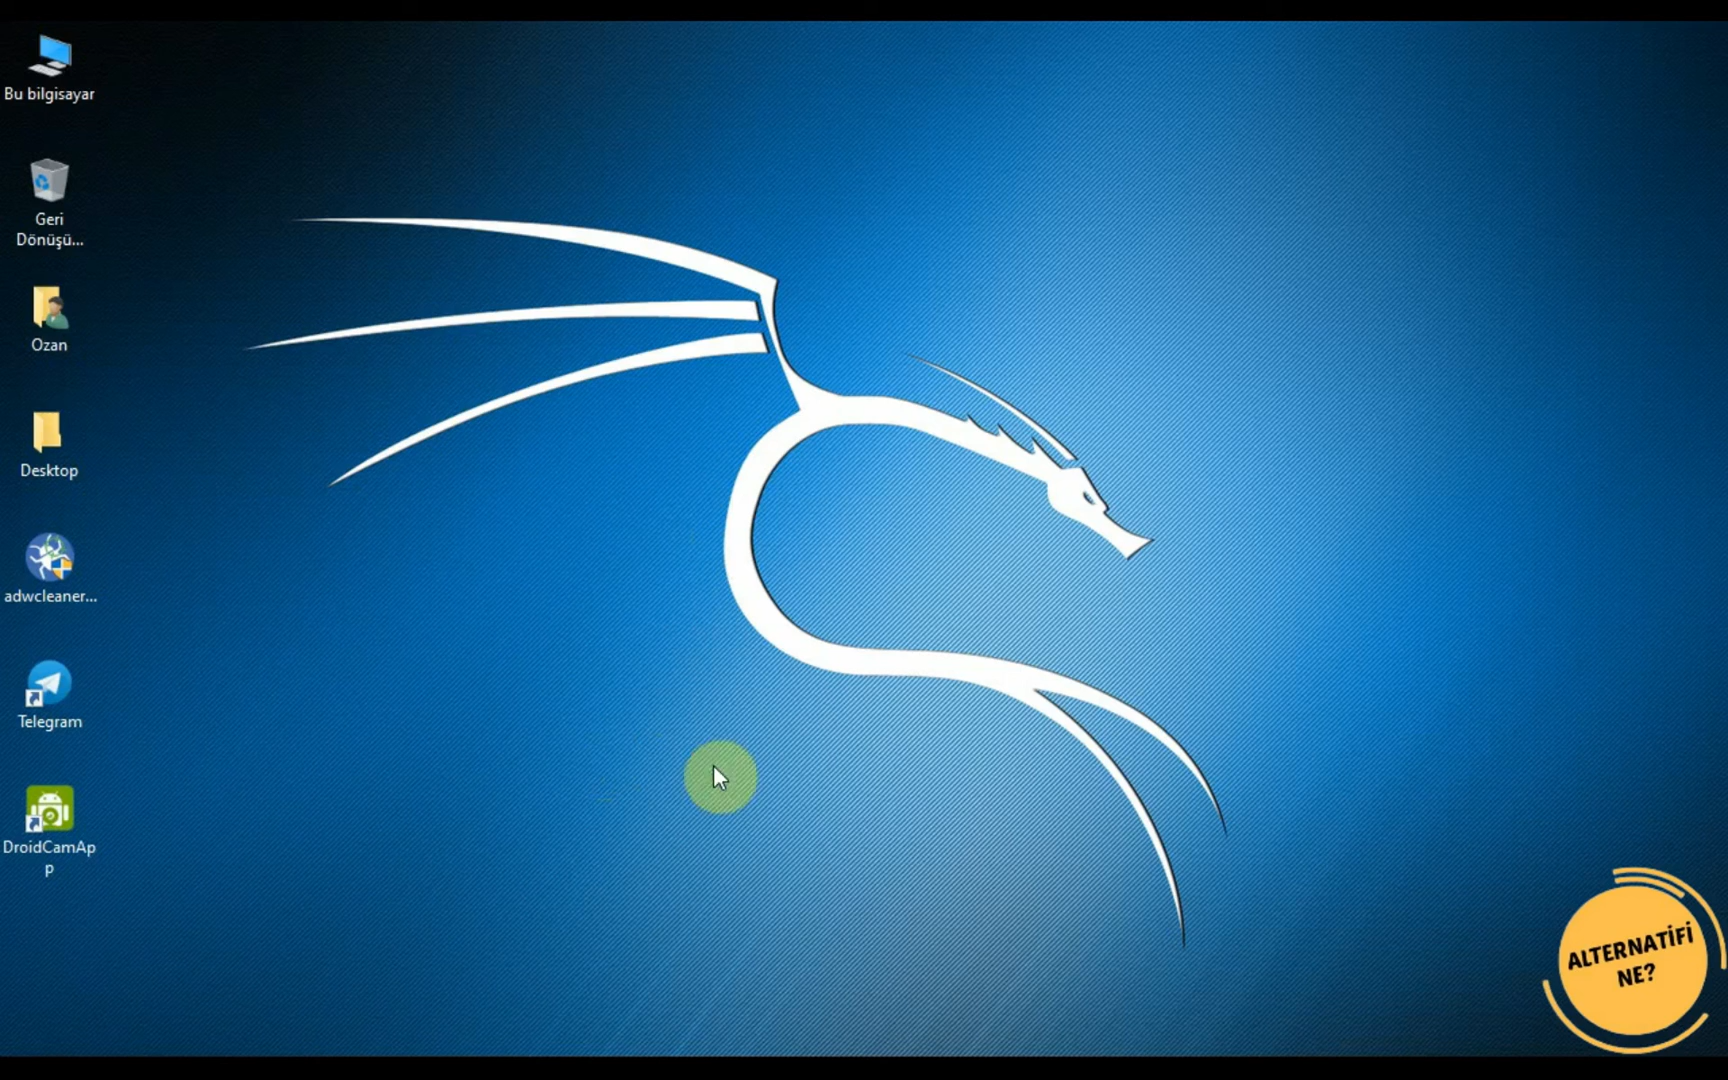 Bu bilgisayar
Geri
Dönüşü...
Ozan
Desktop
adwcleaner...
Telegram
DroidCamAp
p
ALTERNATİFİ
NE?